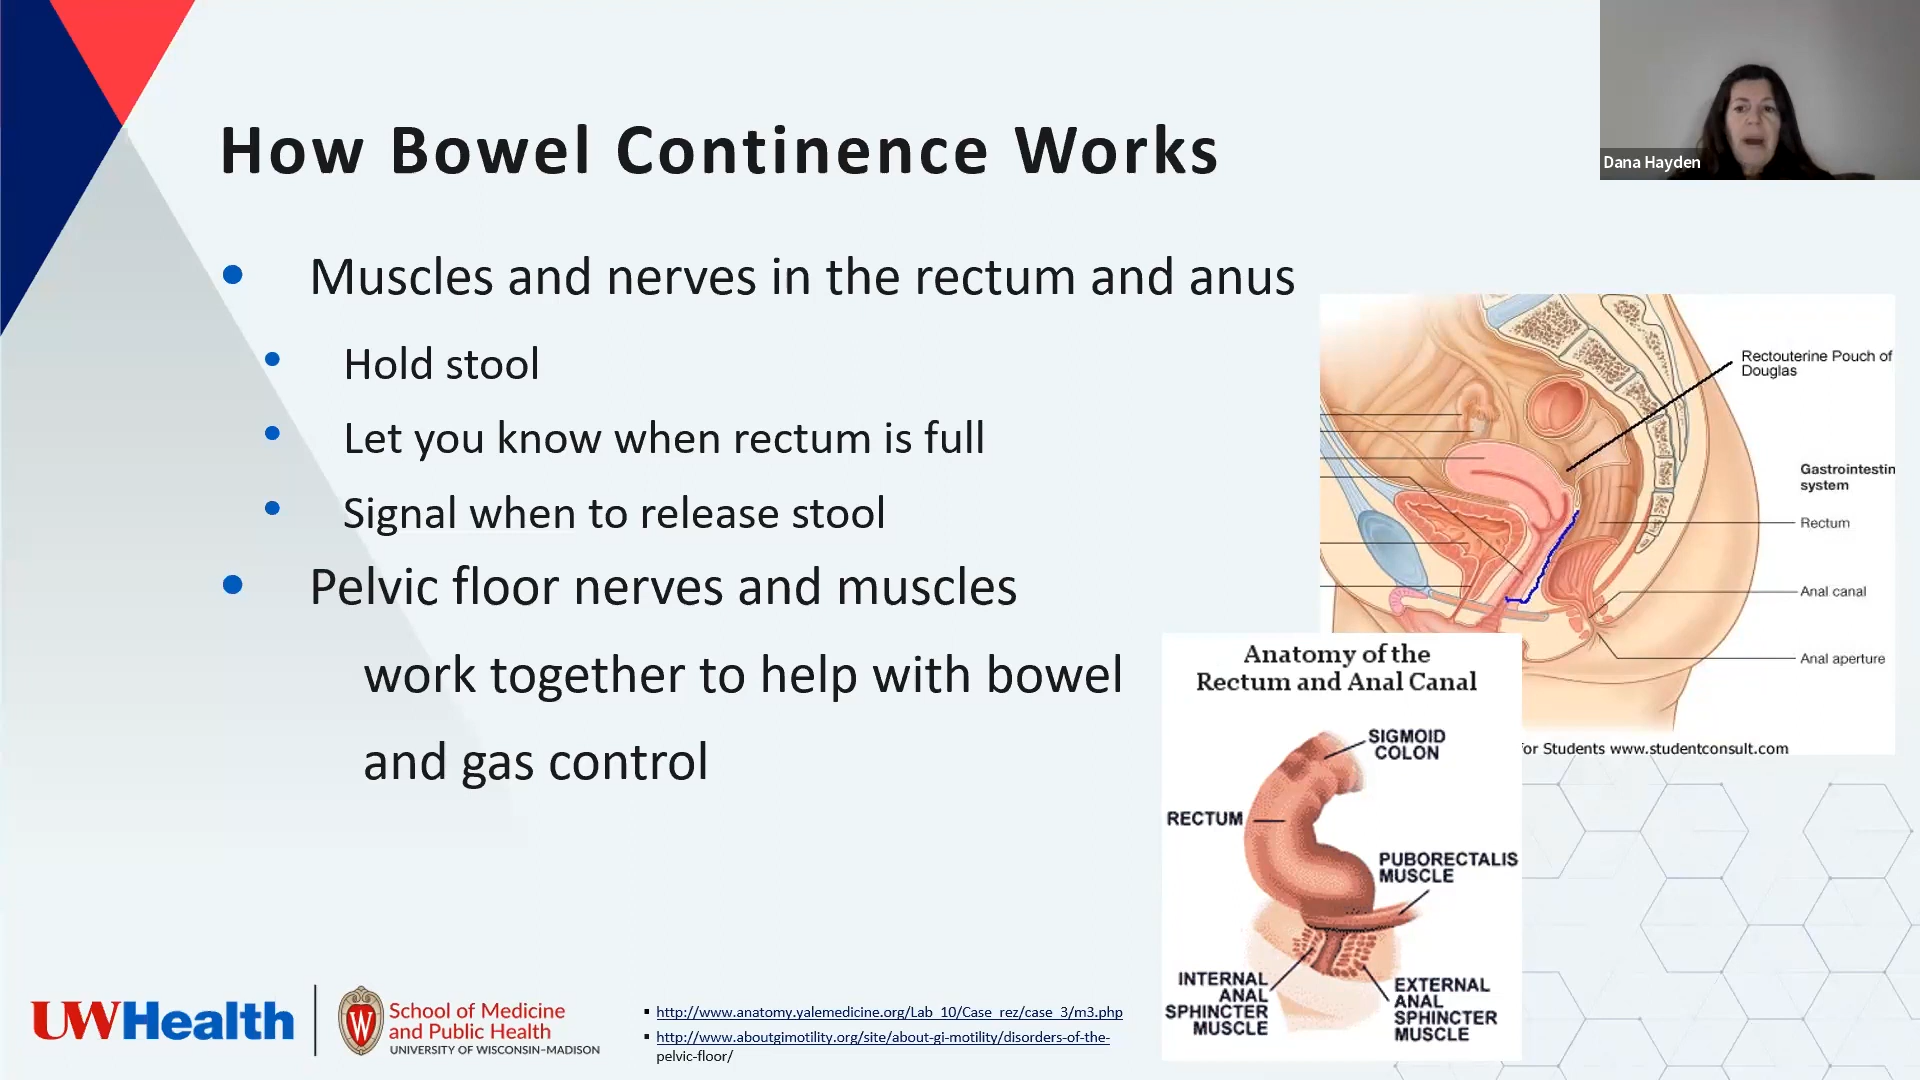 How Bowel Continence Works
Dana Hayden
• Muscles and nerves in the rectum and anus
• Hold stool
• Let you know when rectum is full
• Signal when to release stool
• Pelvic floor nerves and muscles
work together to help with bowel
and gas control
Rectouterine Pouch of
Douglas
Gastrointestin
system
Rectum
Anal canal
Anal aperture
for Students www.studentconsult.com
Anatomy of the
Rectum and Anal Canal
SIGMOID
COLON
RECTUM
PUBORECTALIS
MUSCLE
INTERNAL
ANAL
SPHINCTER
MUSCLE
EXTERNAL
ANAL
SPHINCTER
MUSCLE
UWHealth
W
School of Medicine
and Public Health
UNIVERSITY OF WISCONSIN–MADISON
▪ http://www.anatomy.yalemedicine.org/Lab_10/Case_rez/case_3/m3.php
▪ http://www.aboutgimotility.org/site/about-gi-motility/disorders-of-the-
pelvic-floor/